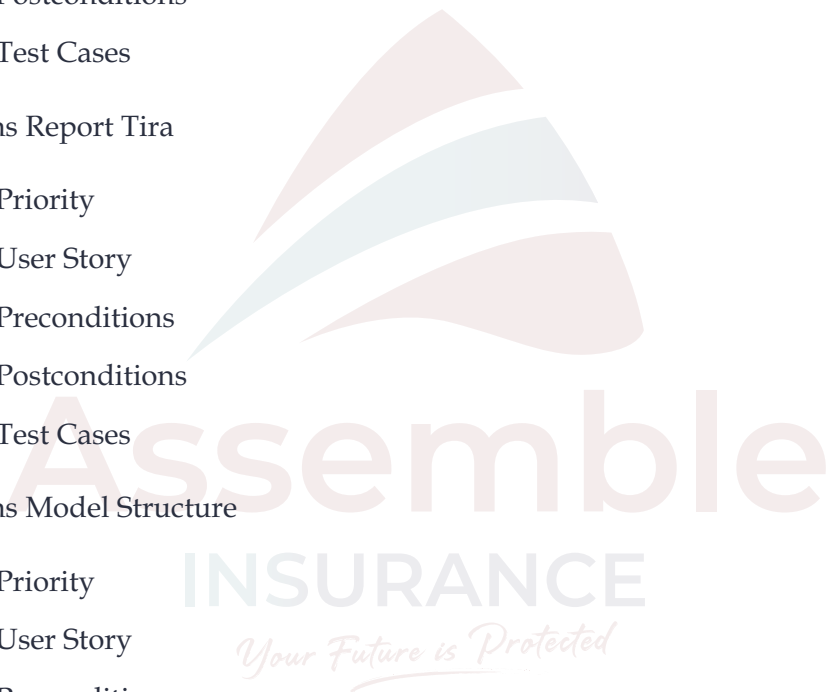 Postconditions
Test Cases
ns Report Tira
Priority
User Story
Preconditions
Postconditions
Test Cases
Assemble
ns Model Structure
Priority
INSURANCE
User Story
Your Future is Protected